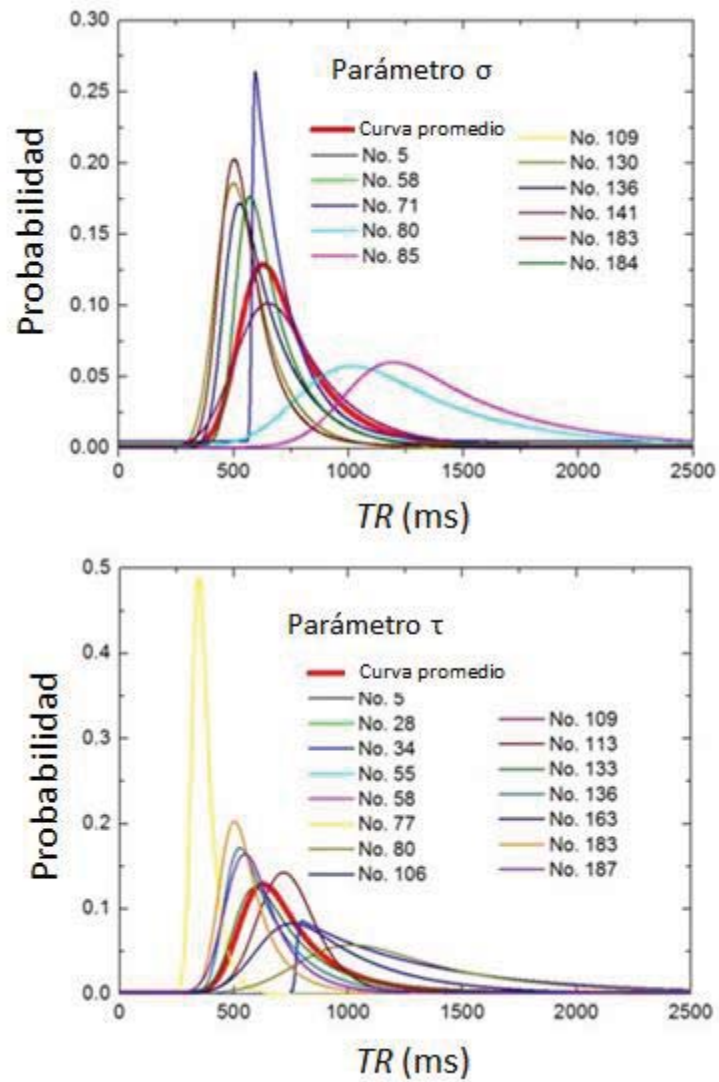 0.30
Parámetro σ
0.25
Curva promedio
No. 5
No. 58
No. 71
No. 80
No. 85
No. 109
No. 130
No. 136
No. 141
No. 183
No. 184
0.20
0.15
0.10
0.05
0.00
Probabilidad
0 500 1000 1500 2000 2500
TR (ms)
0.5
Parámetro τ
0.4
Curva promedio
No. 5
No. 28
No. 34
No. 55
No. 58
No. 77
No. 80
No. 106
No. 109
No. 113
No. 133
No. 136
No. 163
No. 183
No. 187
0.3
0.2
0.1
0.0
Probabilidad
0 500 1000 1500 2000 2500
TR (ms)